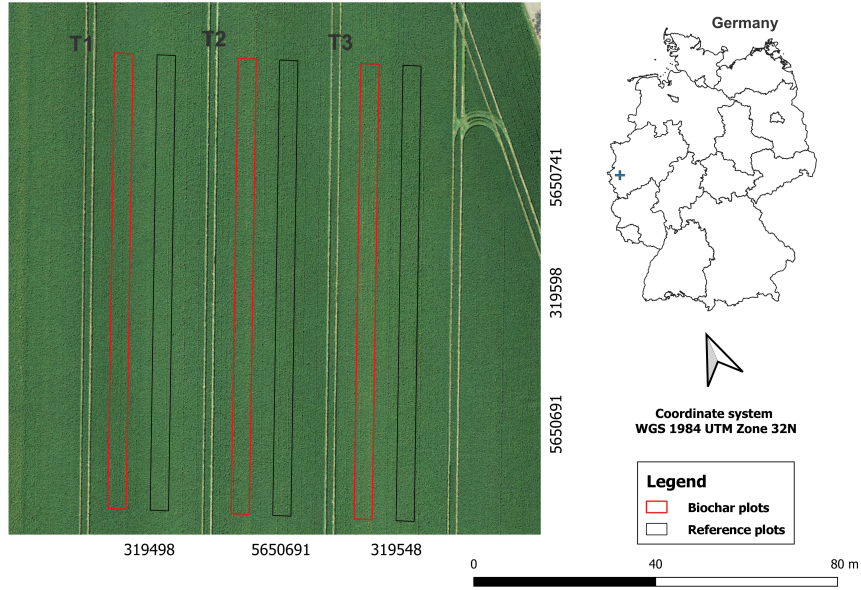 T1
T2
T3
Germany
5650741
319598
5650691
319498
5650691
319548
Coordinate system
WGS 1984 UTM Zone 32N
Legend
Biochar plots
Reference plots
0
40
80 m